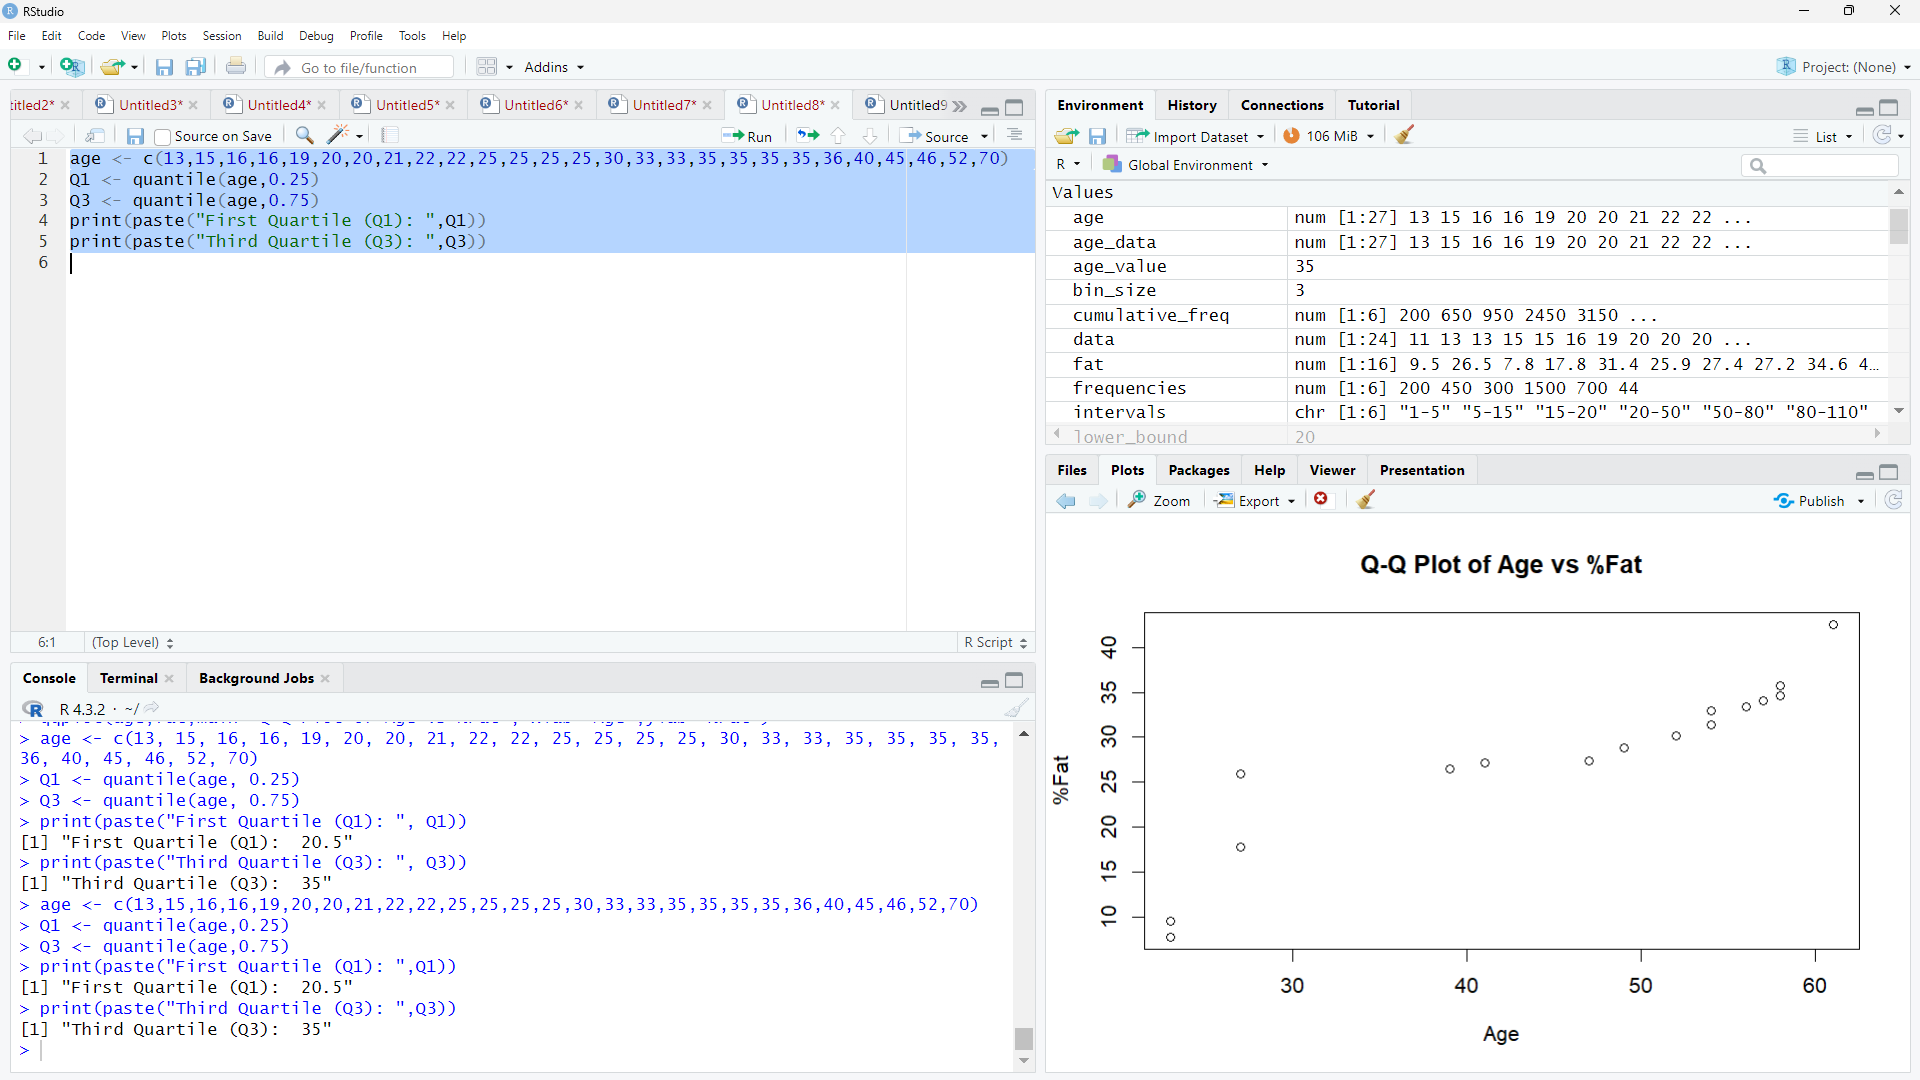 RStudio
File Edit Code View Plots Session Build Debug Profile Tools Help
Go to file/function Addins Project: (None)
titled2* Untitled3* Untitled4* Untitled5* Untitled6* Untitled7* Untitled8* Untitled9
Source on Save Run Source
1 age <- c(13,15,16,16,19,20,20,21,22,22,25,25,25,25,30,33,33,35,35,35,35,36,40,45,46,52,70)
2 Q1 <- quantile(age,0.25)
3 Q3 <- quantile(age,0.75)
4 print(paste("First Quartile (Q1): ",Q1))
5 print(paste("Third Quartile (Q3): ",Q3))
6
6:1 (Top Level) R Script
Console Terminal Background Jobs
R 4.3.2 · ~/
> age <- c(13, 15, 16, 16, 19, 20, 20, 21, 22, 22, 25, 25, 25, 25, 30, 33, 33, 35, 35, 35, 35,
36, 40, 45, 46, 52, 70)
> Q1 <- quantile(age, 0.25)
> Q3 <- quantile(age, 0.75)
> print(paste("First Quartile (Q1): ", Q1))
[1] "First Quartile (Q1):  20.5"
> print(paste("Third Quartile (Q3): ", Q3))
[1] "Third Quartile (Q3):  35"
> age <- c(13,15,16,16,19,20,20,21,22,22,25,25,25,25,30,33,33,35,35,35,35,36,40,45,46,52,70)
> Q1 <- quantile(age,0.25)
> Q3 <- quantile(age,0.75)
> print(paste("First Quartile (Q1): ",Q1))
[1] "First Quartile (Q1):  20.5"
> print(paste("Third Quartile (Q3): ",Q3))
[1] "Third Quartile (Q3):  35"
>
Environment History Connections Tutorial
Import Dataset 106 MiB List
R Global Environment
Values
age num [1:27] 13 15 16 16 19 20 20 21 22 22 ...
age_data num [1:27] 13 15 16 16 19 20 20 21 22 22 ...
age_value 35
bin_size 3
cumulative_freq num [1:6] 200 650 950 2450 3150 ...
data num [1:24] 11 13 13 15 15 16 19 20 20 20 ...
fat num [1:16] 9.5 26.5 7.8 17.8 31.4 25.9 27.4 27.2 34.6 4…
frequencies num [1:6] 200 450 300 1500 700 44
intervals chr [1:6] "1-5" "5-15" "15-20" "20-50" "50-80" "80-110"
lower_bound 20
Files Plots Packages Help Viewer Presentation
Zoom Export Publish
Q-Q Plot of Age vs %Fat
%Fat
40
35
30
25
20
15
10
30 40 50 60
Age